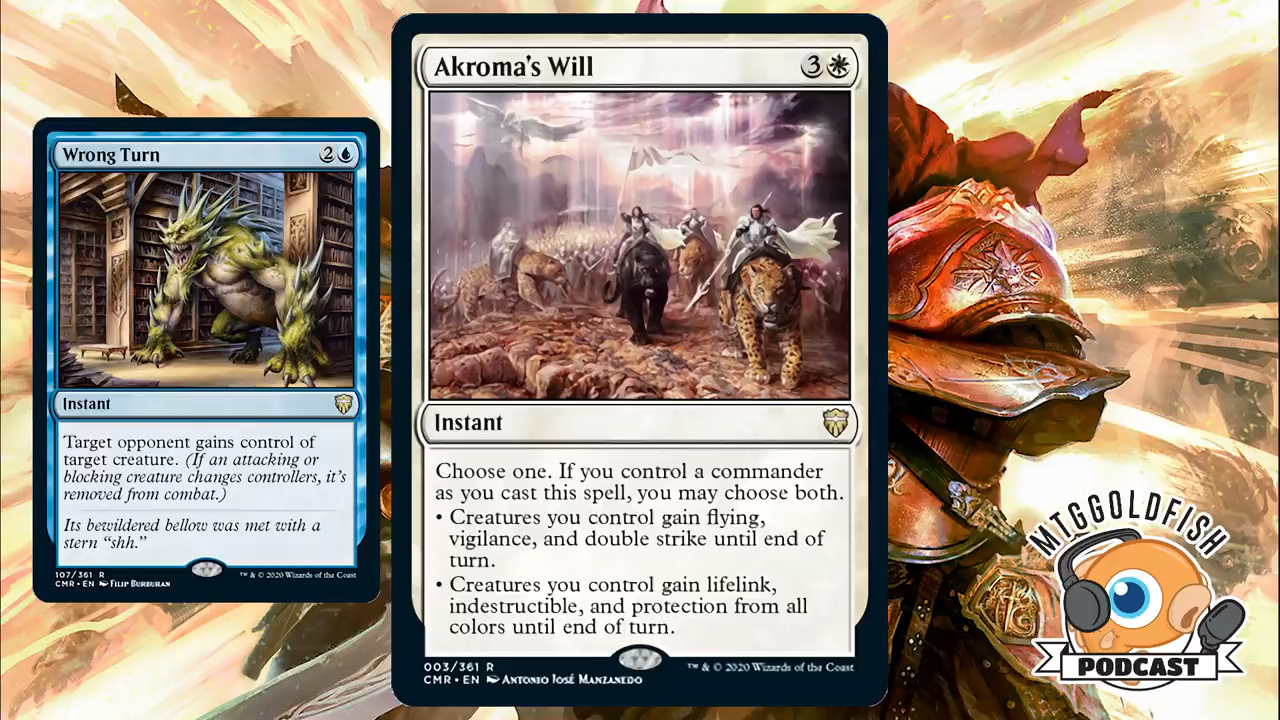 Wrong Turn
2
Instant
Target opponent gains control of
target creature. (If an attacking or
blocking creature changes controllers, it's
removed from combat.)
Its bewildered bellow was met with a
stern "shh."
107/361 R
CMR • EN Filip Burburan
™ & © 2020 Wizards of the Coast
Akroma's Will
3
Instant
Choose one. If you control a commander
as you cast this spell, you may choose both.
• Creatures you control gain flying,
vigilance, and double strike until end of
turn.
• Creatures you control gain lifelink,
indestructible, and protection from all
colors until end of turn.
003/361 R
CMR • EN Antonio José Manzanedo
™ & © 2020 Wizards of the Coast
MTGGOLDFISH
PODCAST